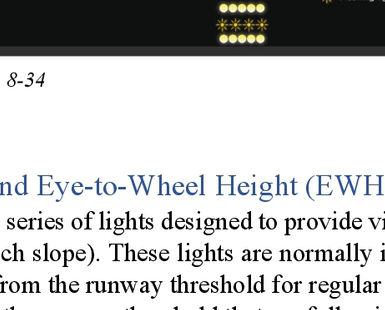 8-34
nd Eye-to-Wheel Height (EWH
series of lights designed to provide vi
ch slope). These lights are normally i
from the runway threshold for regular